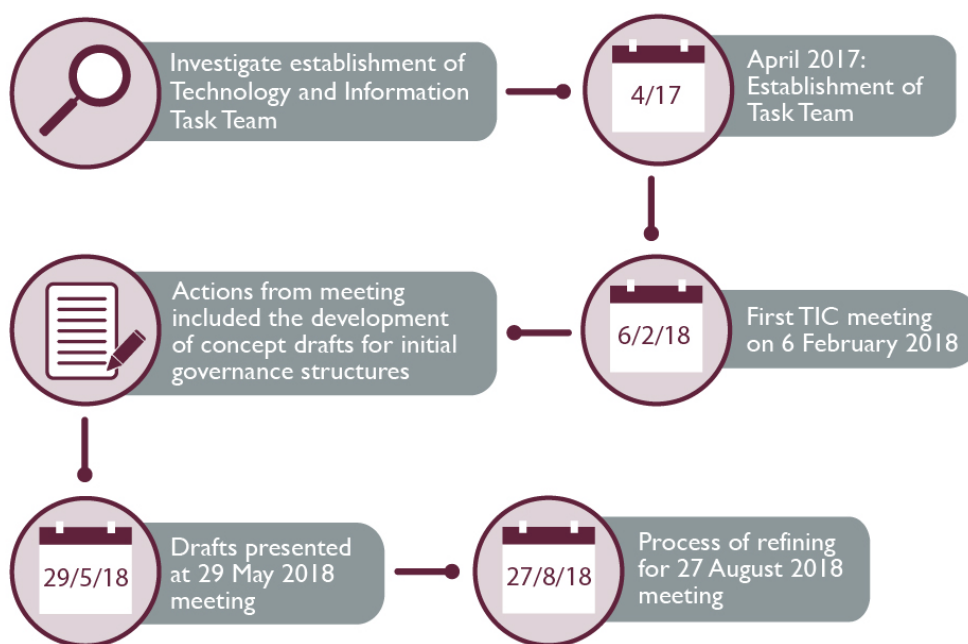 Investigate establishment of
Technology and Information
Task Team
4/17
April 2017:
Establishment of
Task Team
6/2/18
First TIC meeting
on 6 February 2018
Actions from meeting
included the development
of concept drafts for initial
governance structures
29/5/18
Drafts presented
at 29 May 2018
meeting
27/8/18
Process of refining
for 27 August 2018
meeting